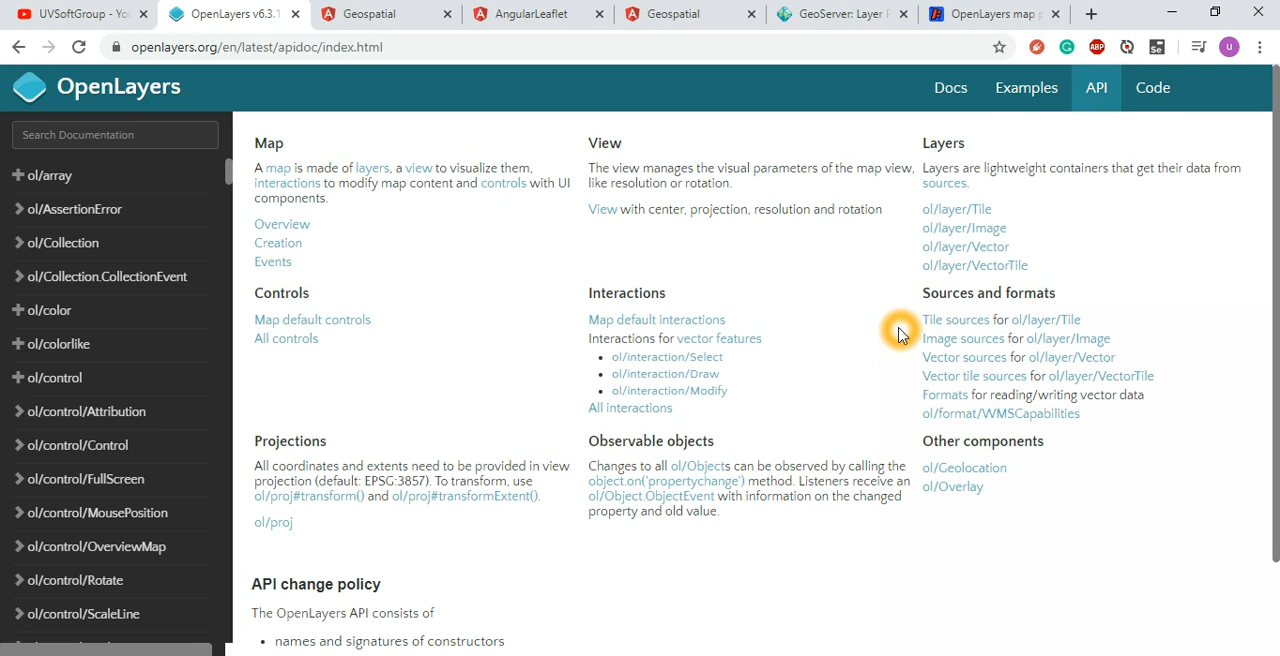 UVSoftGroup - You
OpenLayers v6.3.1
Geospatial
AngularLeaflet
Geospatial
GeoServer: Layer P
OpenLayers map p
openlayers.org/en/latest/apidoc/index.html
ABP
Se
U
OpenLayers
Docs
Examples
API
Code
Search Documentation
ol/array
ol/AssertionError
ol/Collection
ol/Collection.CollectionEvent
ol/color
ol/colorlike
ol/control
ol/control/Attribution
ol/control/Control
ol/control/FullScreen
ol/control/MousePosition
ol/control/OverviewMap
ol/control/Rotate
ol/control/ScaleLine
Map
A map is made of layers, a view to visualize them,
interactions to modify map content and controls with UI
components.
Overview
Creation
Events
View
The view manages the visual parameters of the map view,
like resolution or rotation.
View with center, projection, resolution and rotation
Layers
Layers are lightweight containers that get their data from
sources.
ol/layer/Tile
ol/layer/Image
ol/layer/Vector
ol/layer/VectorTile
Controls
Map default controls
All controls
Interactions
Map default interactions
Interactions for vector features
• ol/interaction/Select
• ol/interaction/Draw
• ol/interaction/Modify
All interactions
Sources and formats
Tile sources for ol/layer/Tile
Image sources for ol/layer/Image
Vector sources for ol/layer/Vector
Vector tile sources for ol/layer/VectorTile
Formats for reading/writing vector data
ol/format/WMSCapabilities
Projections
All coordinates and extents need to be provided in view
projection (default: EPSG:3857). To transform, use
ol/proj#transform() and ol/proj#transformExtent().
ol/proj
Observable objects
Changes to all ol/Objects can be observed by calling the
object.on('propertychange') method. Listeners receive an
ol/Object.ObjectEvent with information on the changed
property and old value.
Other components
ol/Geolocation
ol/Overlay
API change policy
The OpenLayers API consists of
• names and signatures of constructors